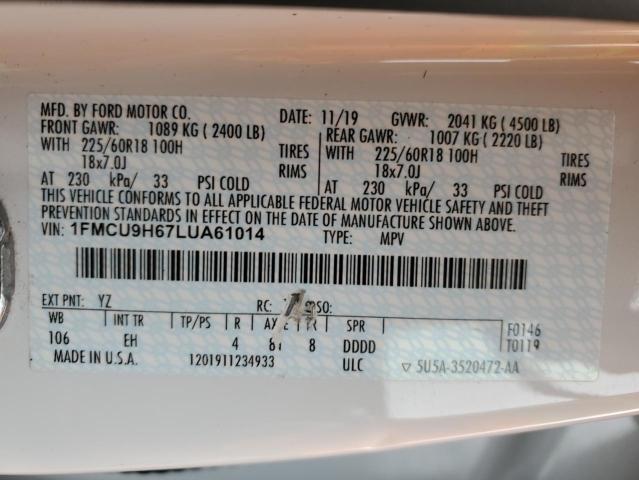 MFD. BY FORD MOTOR CO. DATE: 11/19 GVWR: 2041 KG ( 4500 LB)
FRONT GAWR: 1089 KG ( 2400 LB) REAR GAWR: 1007 KG ( 2220 LB)
WITH 225/60R18 100H TIRES WITH 225/60R18 100H TIRES
18x7.0J RIMS 18x7.0J RIMS
AT 230 kPa/ 33 PSI COLD AT 230 kPa/ 33 PSI COLD
THIS VEHICLE CONFORMS TO ALL APPLICABLE FEDERAL MOTOR VEHICLE SAFETY AND THEFT
PREVENTION STANDARDS IN EFFECT ON THE DATE OF MANUFACTURE SHOWN ABOVE.
VIN: 1FMCU9H67LUA61014 TYPE: MPV
EXT PNT: YZ RC: DSO:
WB INT TR TP/PS R AXLE TR SPR F0146
106 EH 4 8 DDDD T0119
MADE IN U.S.A. 1201911234933 ULC ▽ 5U5A-3520472-AA